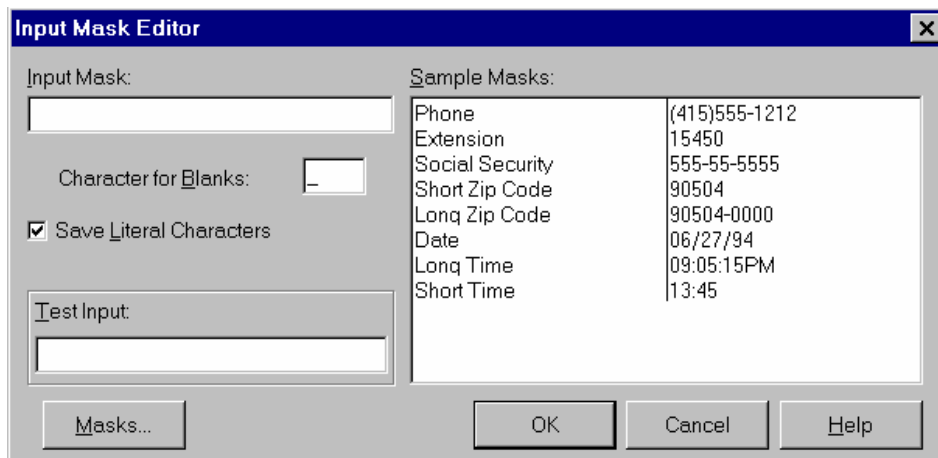 Input Mask Editor
Input Mask: Sample Masks:
Phone (415)555-1212
Extension 15450
Character for Blanks: _ Social Security 555-55-5555
Short Zip Code 90504
Save Literal Characters Long Zip Code 90504-0000
Date 06/27/94
Long Time 09:05:15PM
Short Time 13:45
Test Input:
Masks... OK Cancel Help